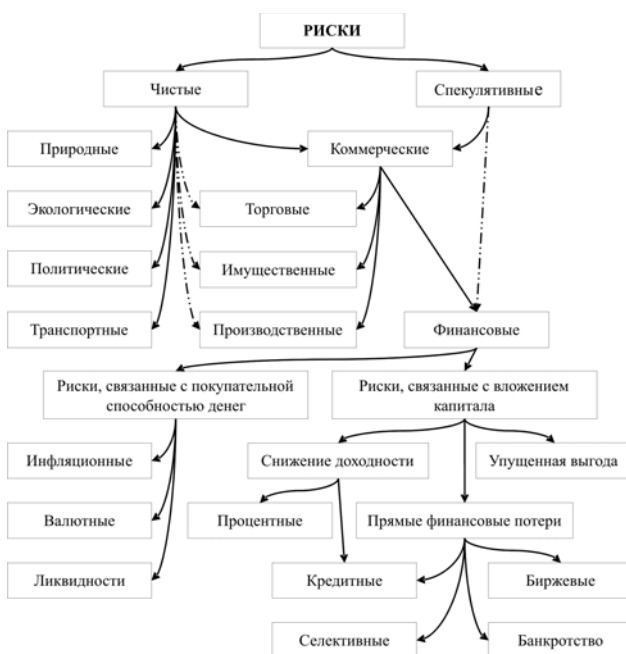 РИСКИ
Чистые
Спекулятивные
Природные
Коммерческие
Экологические
Торговые
Политические
Имущественные
Транспортные
Производственные
Финансовые
Риски, связанные с покупательной
способностью денег
Риски, связанные с вложением
капитала
Инфляционные
Снижение доходности
Упущенная выгода
Валютные
Процентные
Прямые финансовые потери
Ликвидности
Кредитные
Биржевые
Селективные
Банкротство